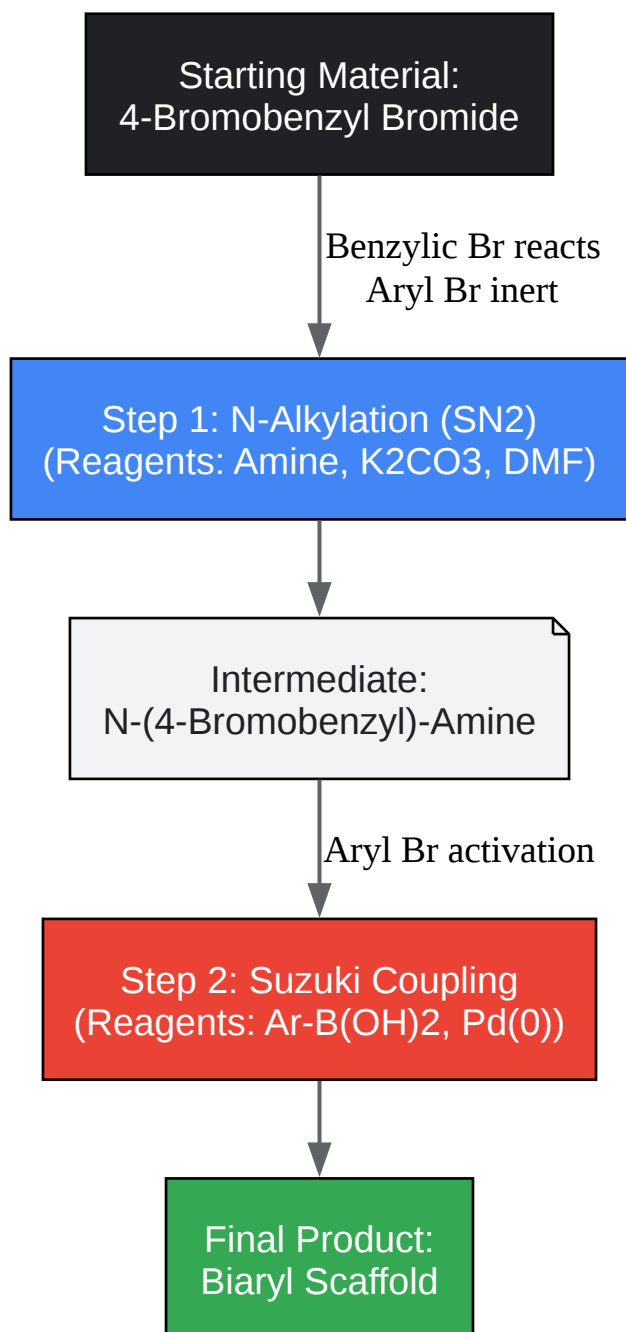 Starting Material:
4-Bromobenzyl Bromide
Benzylic Br reacts
Aryl Br inert
Step 1: N-Alkylation (SN2)
(Reagents: Amine, K2CO3, DMF)
Intermediate:
N-(4-Bromobenzyl)-Amine
Aryl Br activation
Step 2: Suzuki Coupling
(Reagents: Ar-B(OH)2, Pd(0))
Final Product:
Biaryl Scaffold